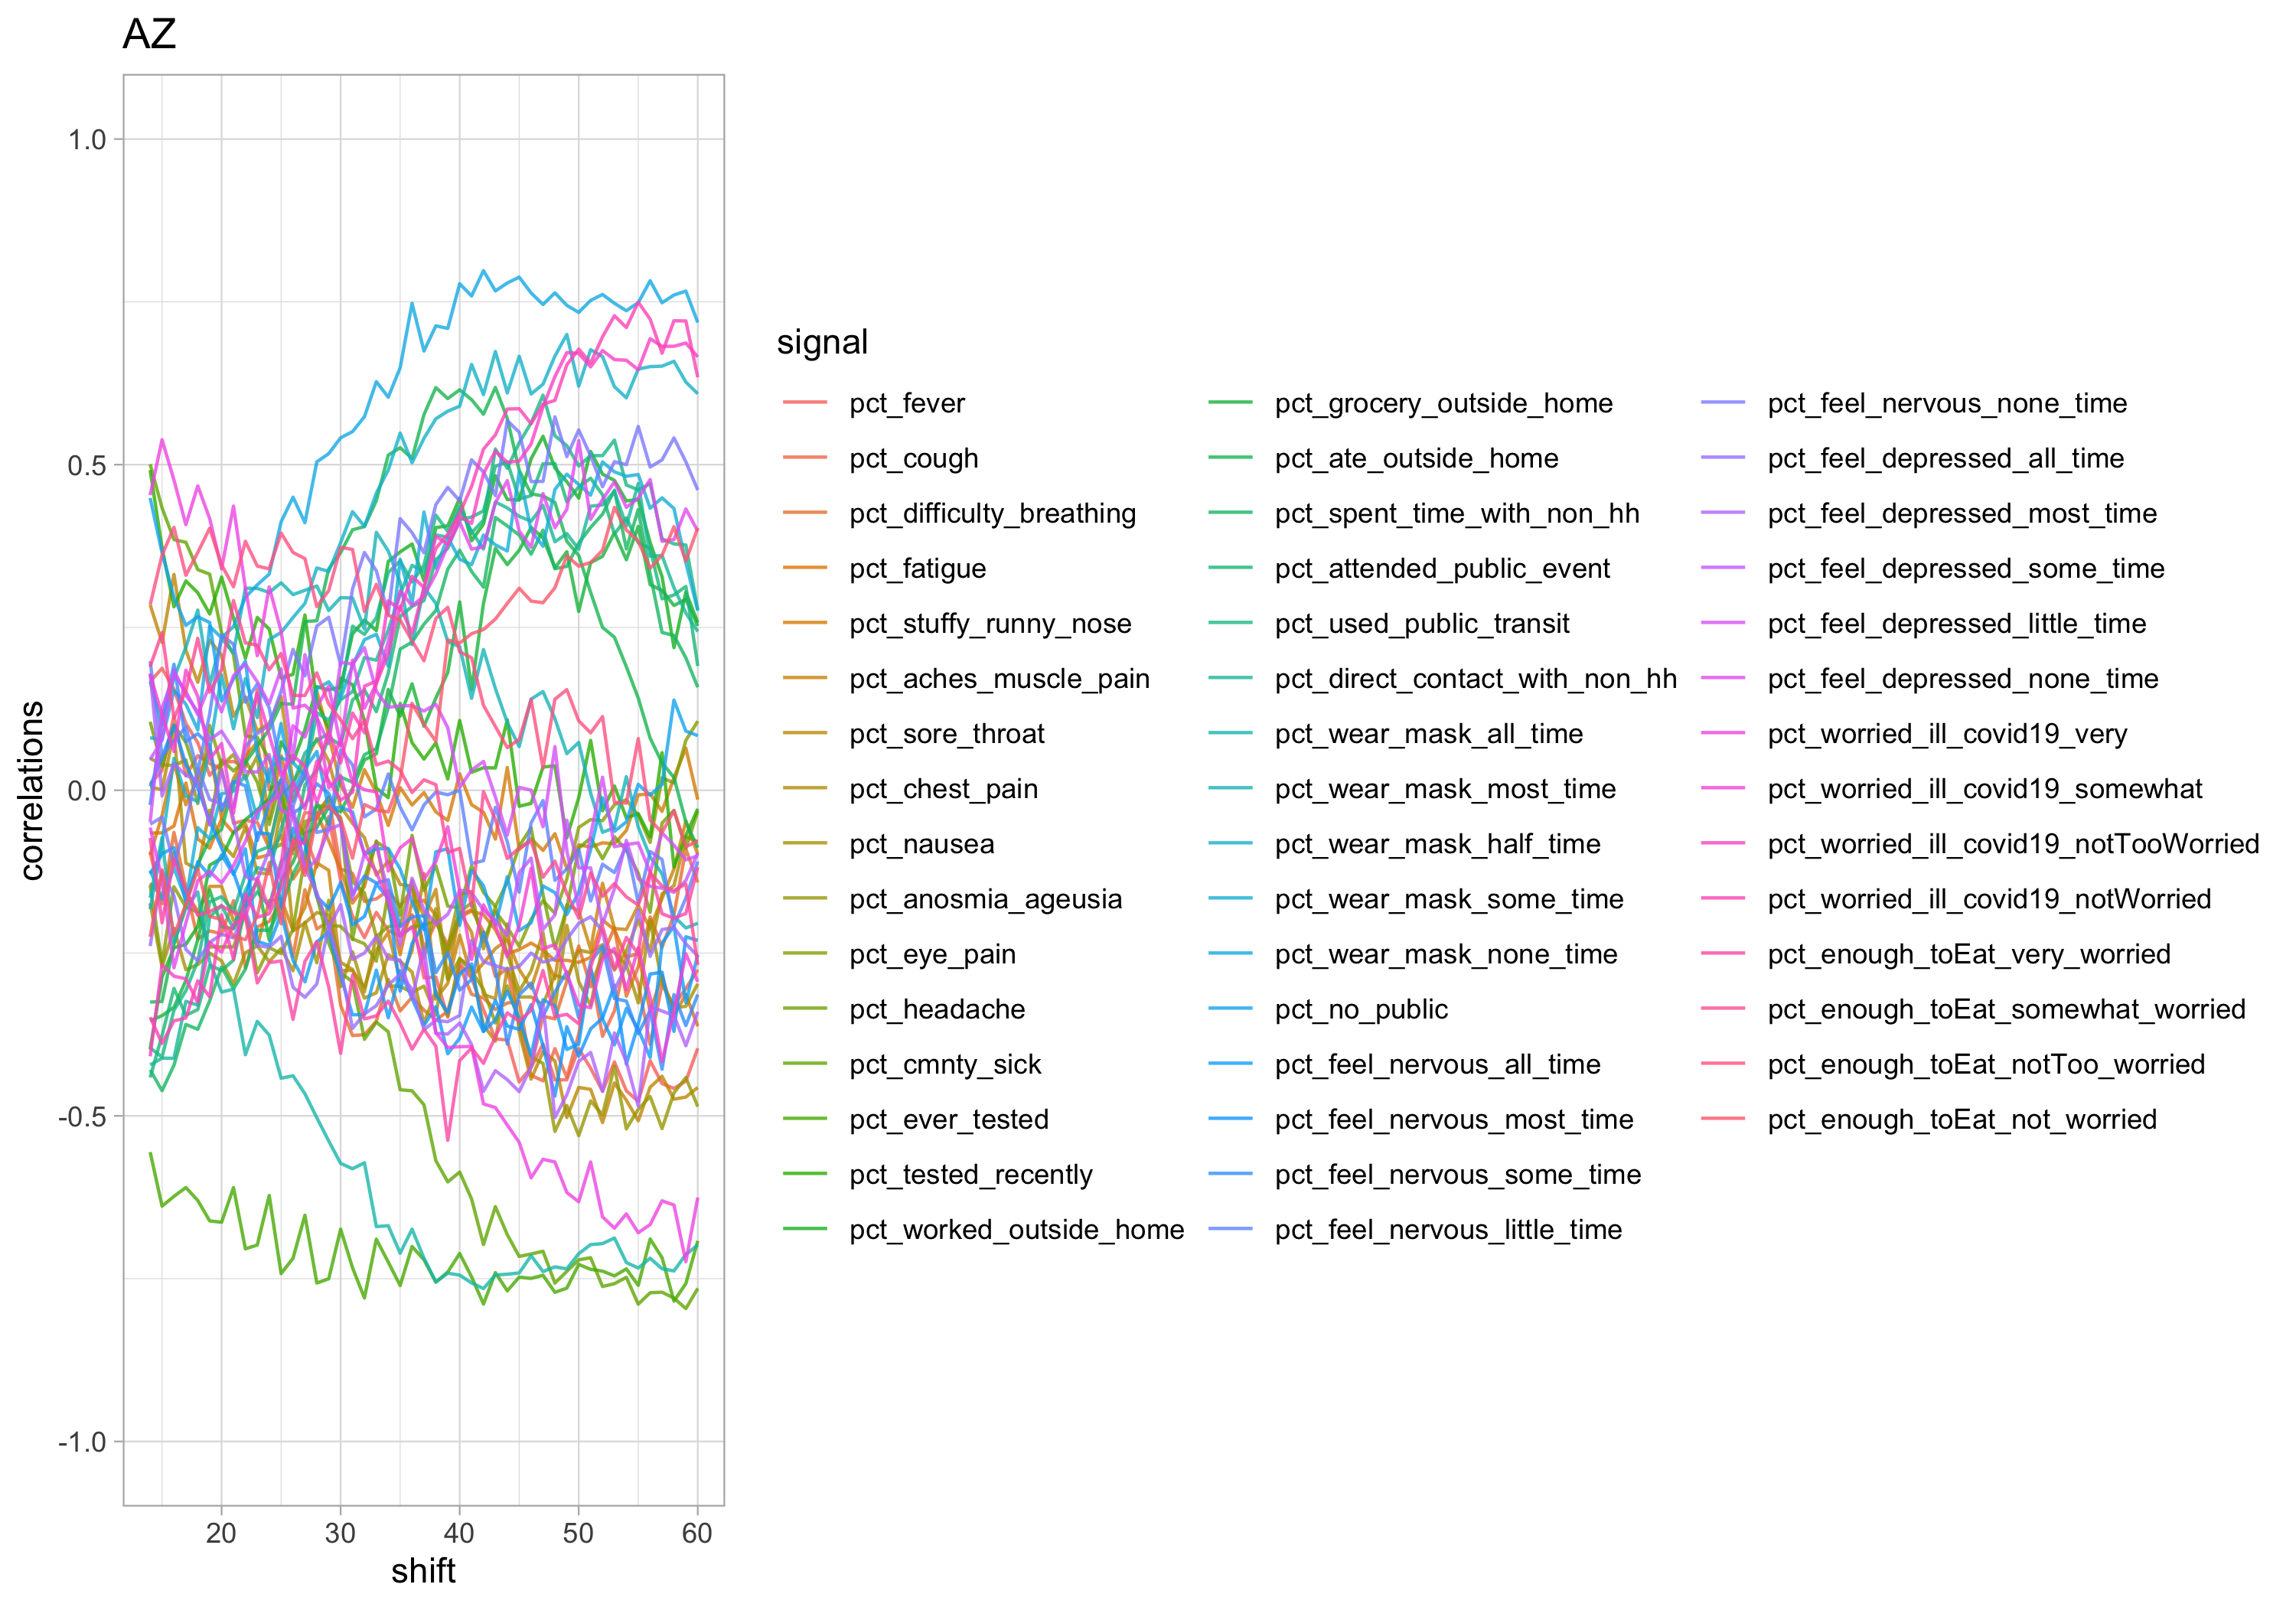 AZ
1.0
0.5
0.0
-0.5
-1.0
correlations
20 30 40 50 60
shift
signal
pct_fever
pct_cough
pct_difficulty_breathing
pct_fatigue
pct_stuffy_runny_nose
pct_aches_muscle_pain
pct_sore_throat
pct_chest_pain
pct_nausea
pct_anosmia_ageusia
pct_eye_pain
pct_headache
pct_cmnty_sick
pct_ever_tested
pct_tested_recently
pct_worked_outside_home
pct_grocery_outside_home
pct_ate_outside_home
pct_spent_time_with_non_hh
pct_attended_public_event
pct_used_public_transit
pct_direct_contact_with_non_hh
pct_wear_mask_all_time
pct_wear_mask_most_time
pct_wear_mask_half_time
pct_wear_mask_some_time
pct_wear_mask_none_time
pct_no_public
pct_feel_nervous_all_time
pct_feel_nervous_most_time
pct_feel_nervous_some_time
pct_feel_nervous_little_time
pct_feel_nervous_none_time
pct_feel_depressed_all_time
pct_feel_depressed_most_time
pct_feel_depressed_some_time
pct_feel_depressed_little_time
pct_feel_depressed_none_time
pct_worried_ill_covid19_very
pct_worried_ill_covid19_somewhat
pct_worried_ill_covid19_notTooWorried
pct_worried_ill_covid19_notWorried
pct_enough_toEat_very_worried
pct_enough_toEat_somewhat_worried
pct_enough_toEat_notToo_worried
pct_enough_toEat_not_worried